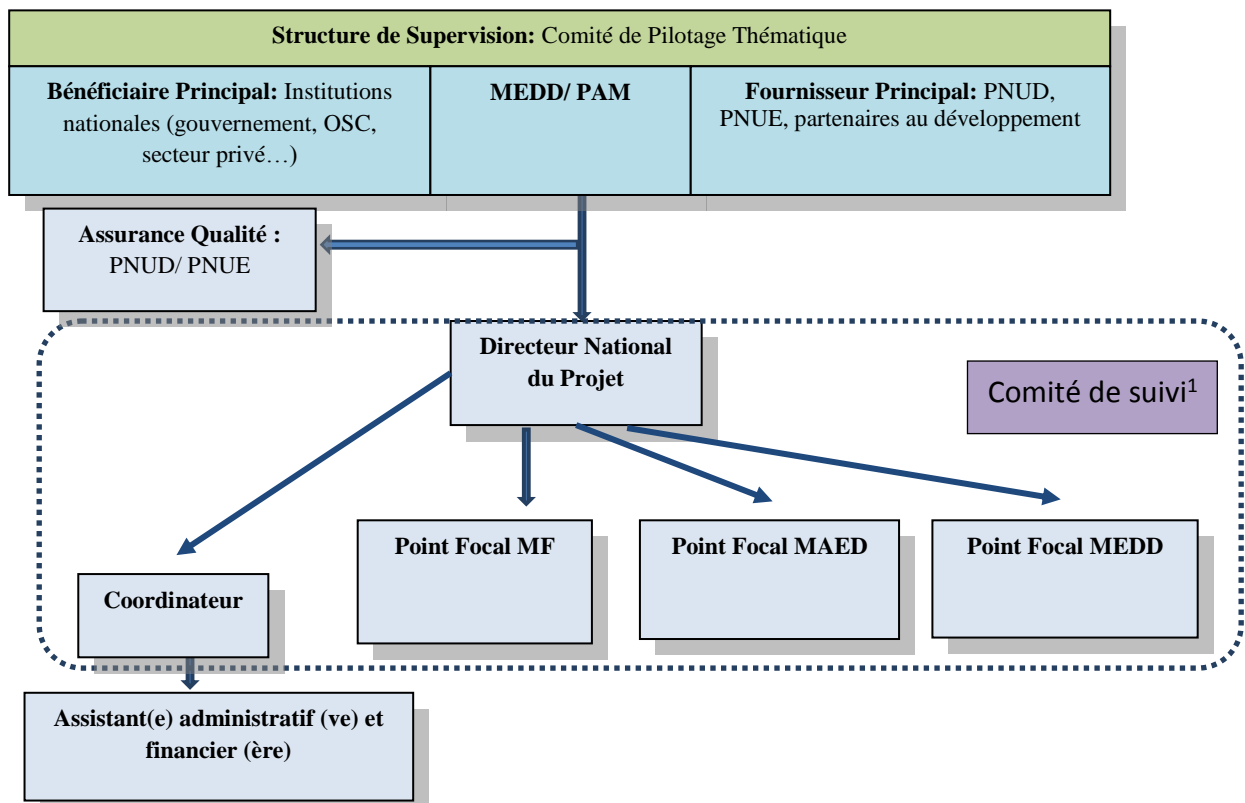 Structure de Supervision: Comité de Pilotage Thématique
Bénéficiaire Principal: Institutions
nationales (gouvernement, OSC,
secteur privé…)
MEDD/ PAM
Fournisseur Principal: PNUD,
PNUE, partenaires au développement
Assurance Qualité :
PNUD/ PNUE
Directeur National
du Projet
Comité de suivi¹
Point Focal MF
Point Focal MAED
Point Focal MEDD
Coordinateur
Assistant(e) administratif (ve) et
financier (ère)